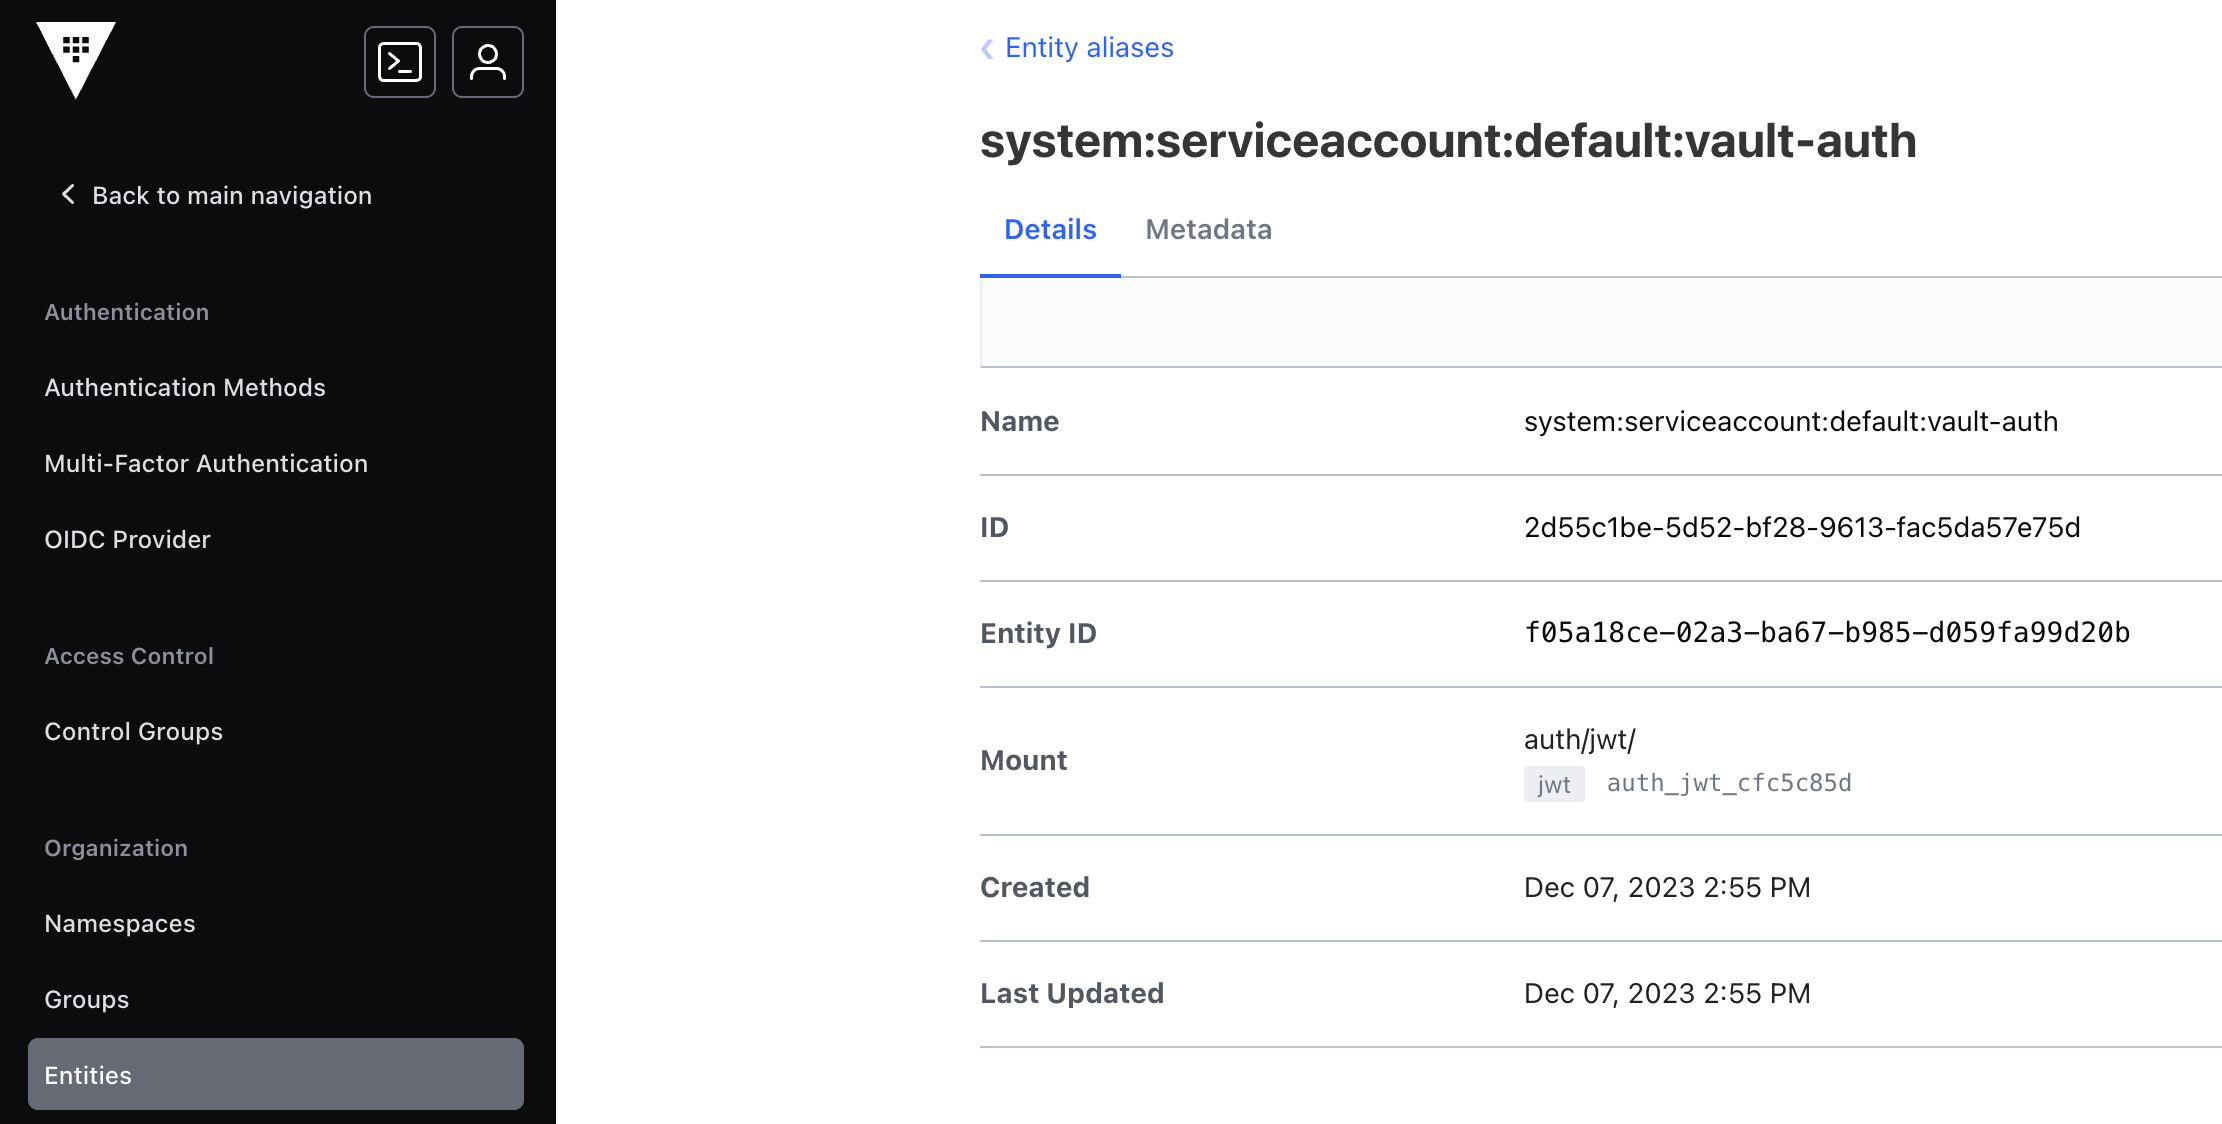 Back to main navigation
Authentication
Authentication Methods
Multi-Factor Authentication
OIDC Provider
Access Control
Control Groups
Organization
Namespaces
Groups
Entities
Entity aliases
system:serviceaccount:default:vault-auth
Details Metadata
Name system:serviceaccount:default:vault-auth
ID 2d55c1be-5d52-bf28-9613-fac5da57e75d
Entity ID f05a18ce-02a3-ba67-b985-d059fa99d20b
Mount auth/jwt/
jwt auth_jwt_cfc5c85d
Created Dec 07, 2023 2:55 PM
Last Updated Dec 07, 2023 2:55 PM